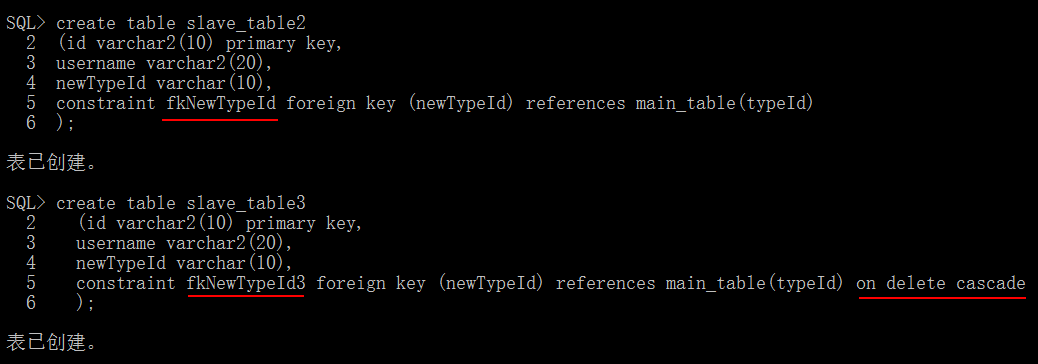 SQL> create table slave_table2
2 (id varchar2(10) primary key,
3 username varchar2(20),
4 newTypeId varchar(10),
5 constraint fkNewTypeId foreign key (newTypeId) references main_table(typeId)
6 );
表已创建。
SQL> create table slave_table3
2 (id varchar2(10) primary key,
3 username varchar2(20),
4 newTypeId varchar(10),
5 constraint fkNewTypeId3 foreign key (newTypeId) references main_table(typeId) on delete cascade
6 );
表已创建。